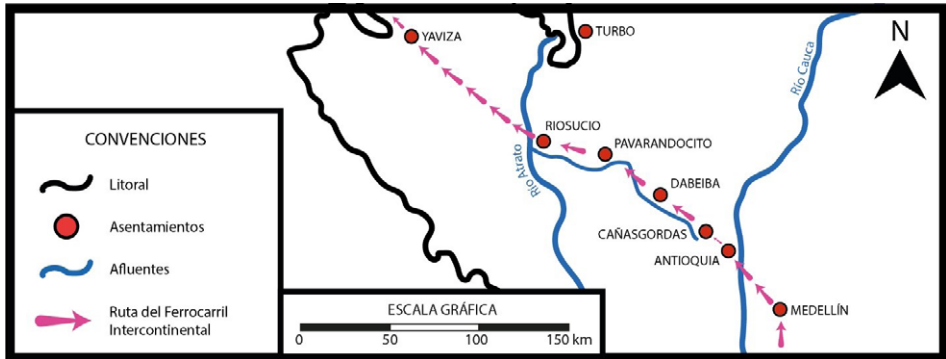 YAVIZA
TURBO
Río Cauca
N
RIOSUCIO
PAVARANDOCITO
Río Atrato
DABEIBA
CAÑASGORDAS
ANTIOQUIA
MEDELLÍN
CONVENCIONES
Litoral
Asentamientos
Afluentes
Ruta del Ferrocarril
Intercontinental
ESCALA GRÁFICA
0 50 100 150 km